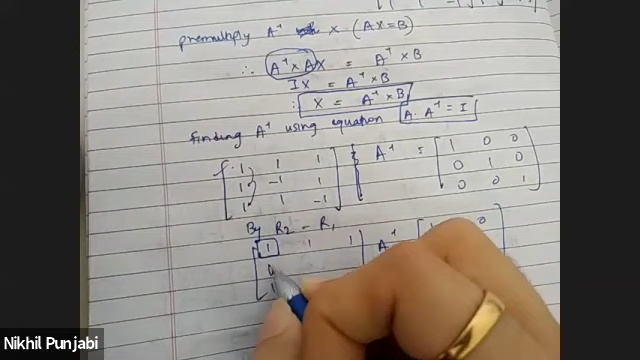 premultiply A⁻¹ × (AX=B)
∴ A⁻¹ × AX = A⁻¹ × B
IX = A⁻¹ × B
∴ X = A⁻¹ × B
finding A⁻¹ using equation A. A⁻¹ = I
1 1 1 A⁻¹ = 1 0 0
1 -1 1 0 1 0
1 1 -1 0 0 1
By R2 - R1
1 1 1 A⁻¹ 0
0
Nikhil Punjabi